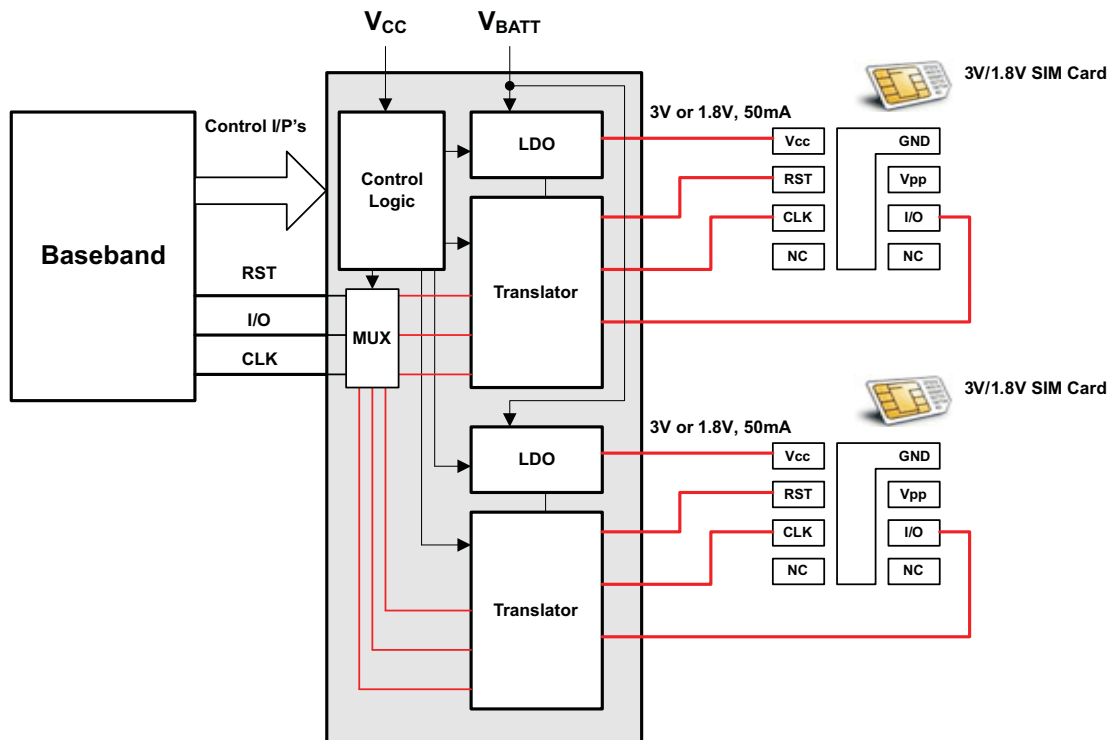 VCC
VBATT
3V/1.8V SIM Card
Control I/P's
3V or 1.8V, 50mA
LDO
Control
Logic
Vcc
GND
RST
Vpp
CLK
I/O
NC
NC
Baseband
RST
I/O
CLK
MUX
Translator
3V/1.8V SIM Card
3V or 1.8V, 50mA
LDO
Vcc
GND
RST
Vpp
CLK
I/O
NC
NC
Translator